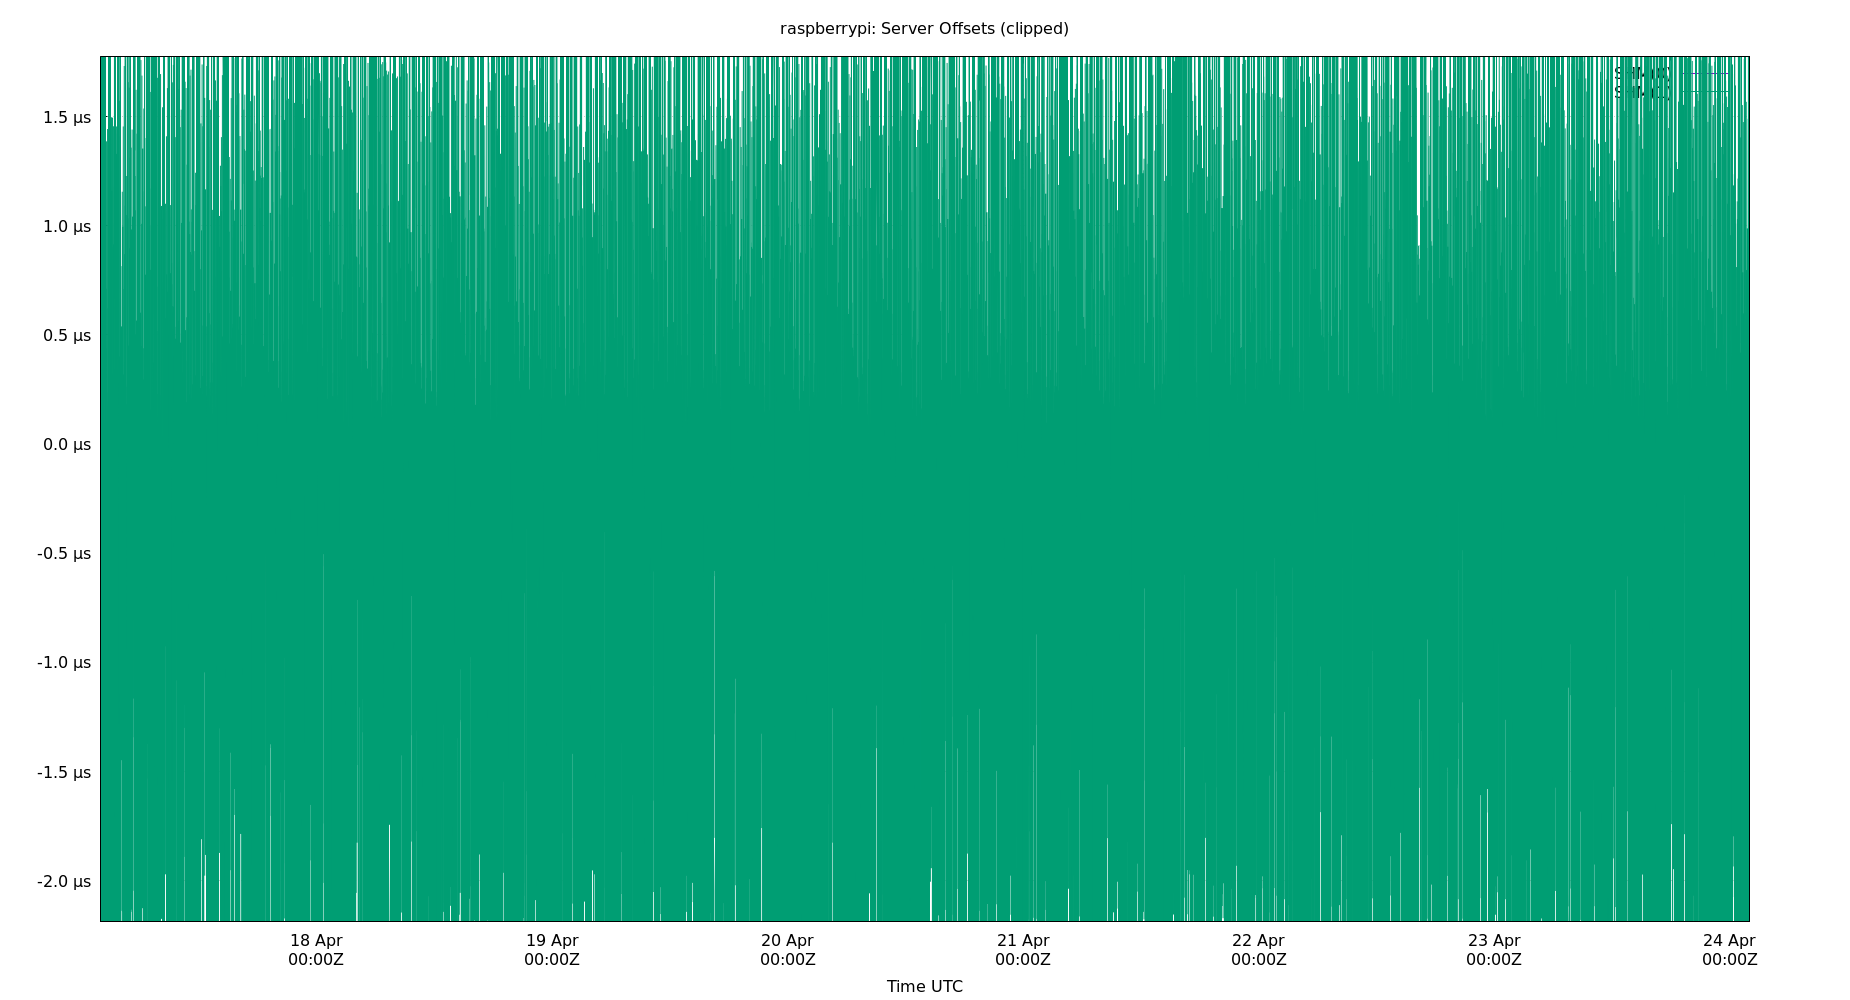 raspberrypi: Server Offsets (clipped)
1.5 µs
1.0 µs
0.5 µs
0.0 µs
-0.5 µs
-1.0 µs
-1.5 µs
-2.0 µs
18 Apr 19 Apr 20 Apr 21 Apr 22 Apr 23 Apr 24 Apr
00:00Z 00:00Z 00:00Z 00:00Z 00:00Z 00:00Z 00:00Z
Time UTC